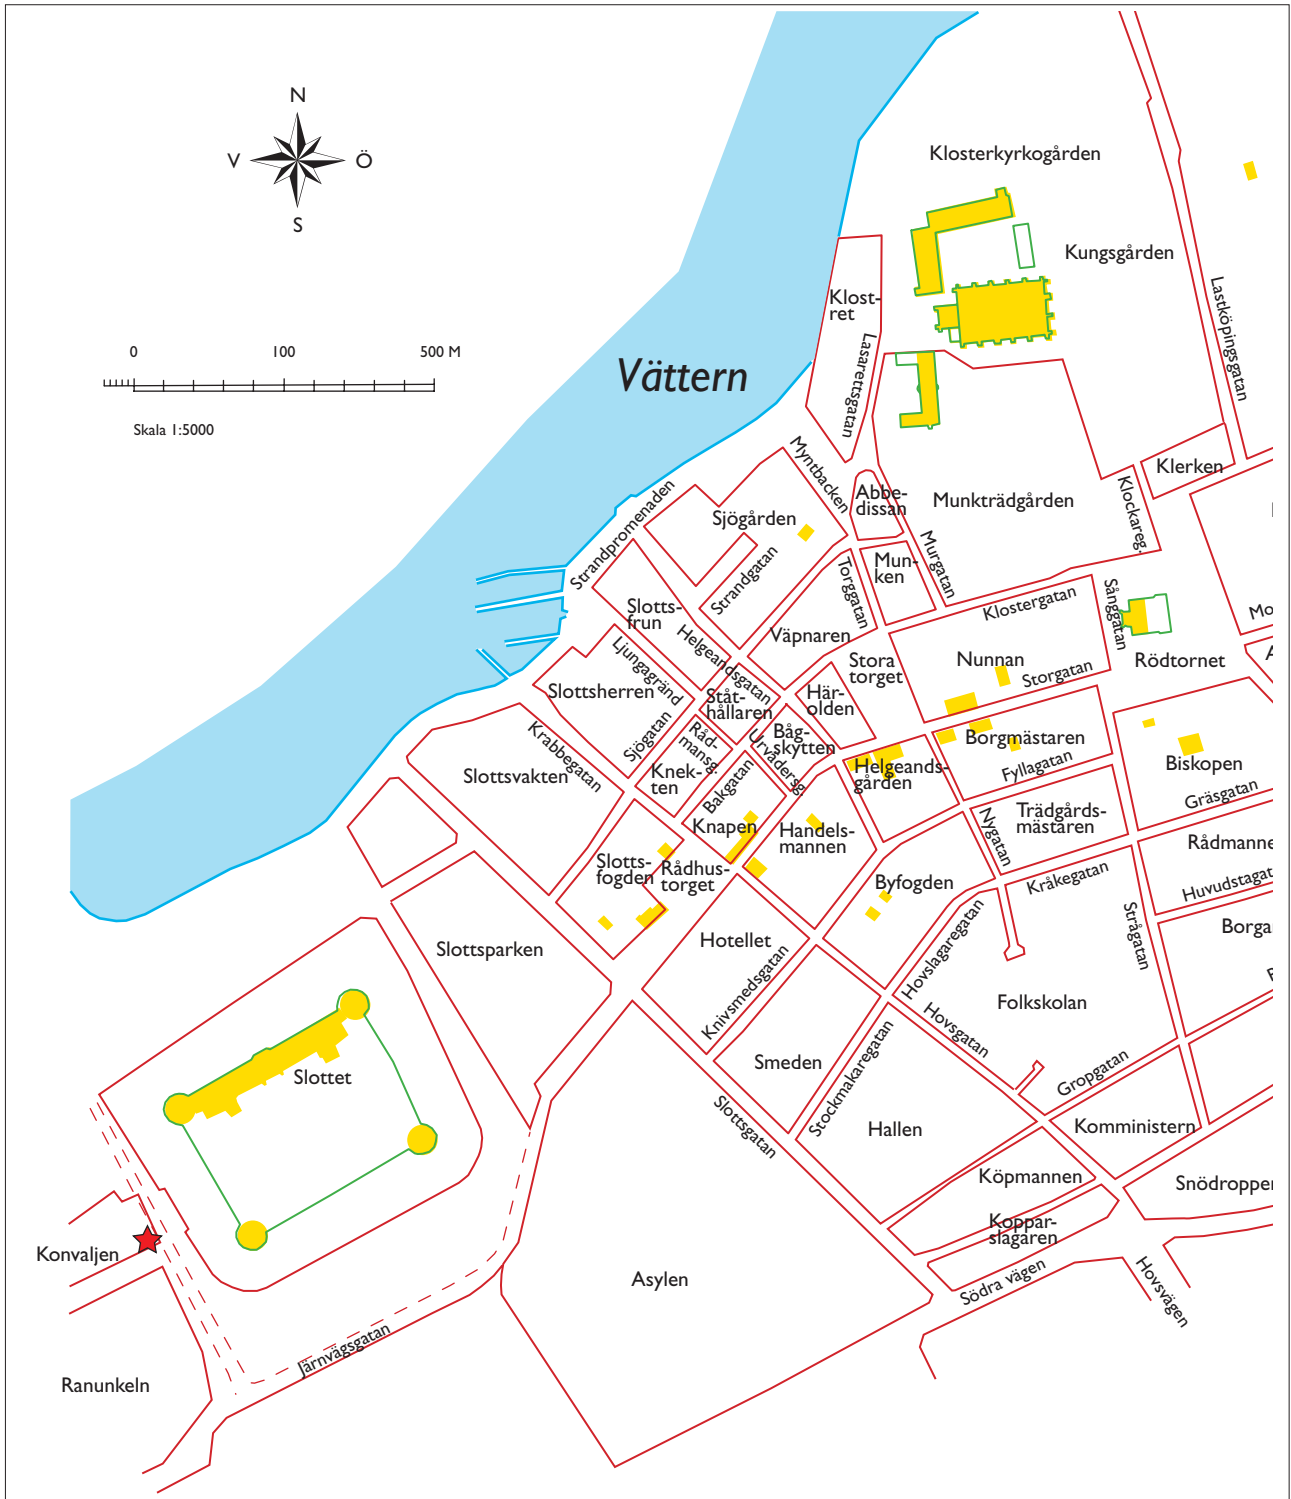 N
V
Ö
S
0 100 500 M
Skala 1:5000
Vättern
Klosterkyrkogården
Kungsgården
Klost-
ret
Lasarettsgatan
Lastköpingsgatan
Klerken
Klockareg.
Munkträdgården
Myntbacken
Abbe-
dissan
Sjögården
Strandpromenaden
Strandgatan
Murgatan
Mun-
ken
Torggatan
Klostergatan
Sånggatan
Slotts-
frun
Helgeandsgatan
Väpnaren
Stora
torget
Nunnan
Storgatan
Rödtornet
Mo
A
Ljungagränd
Slottsherren
Ståt-
hållaren
Här-
olden
Sjögatan
Råd-
mansg.
Båg-
skytten
Urvädersg.
Borgmästaren
Fyllagatan
Biskopen
Gräsgatan
Krabbegatan
Slottsvakten
Knek-
ten
Bakgatan
Helgeands-
gården
Knapen
Handels-
mannen
Nygatan
Trädgårds-
mästaren
Rådmanne
Slotts-
fogden
Rådhus-
torget
Byfogden
Kråkegatan
Huvudstagat
Strågatan
Borga
Hotellet
Slottsparken
Knivsmedsgatan
Hovslagaregatan
Folkskolan
Hovsgatan
Slottet
Smeden
Stockmakaregatan
Gropgatan
Slottsgatan
Hallen
Komministern
Köpmannen
Snödroppen
Koppar-
slagaren
Konvaljen
Asylen
Södra vägen
Hovsvägen
Järnvägsgatan
Ranunkeln